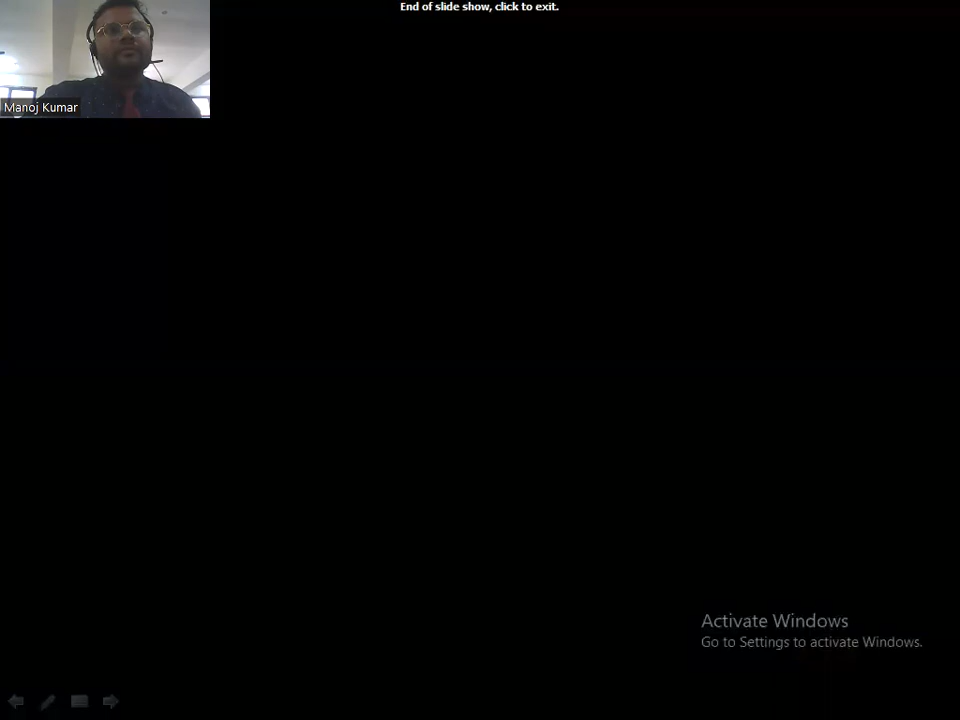 End of slide show, click to exit.
Manoj Kumar
Activate Windows
Go to Settings to activate Windows.